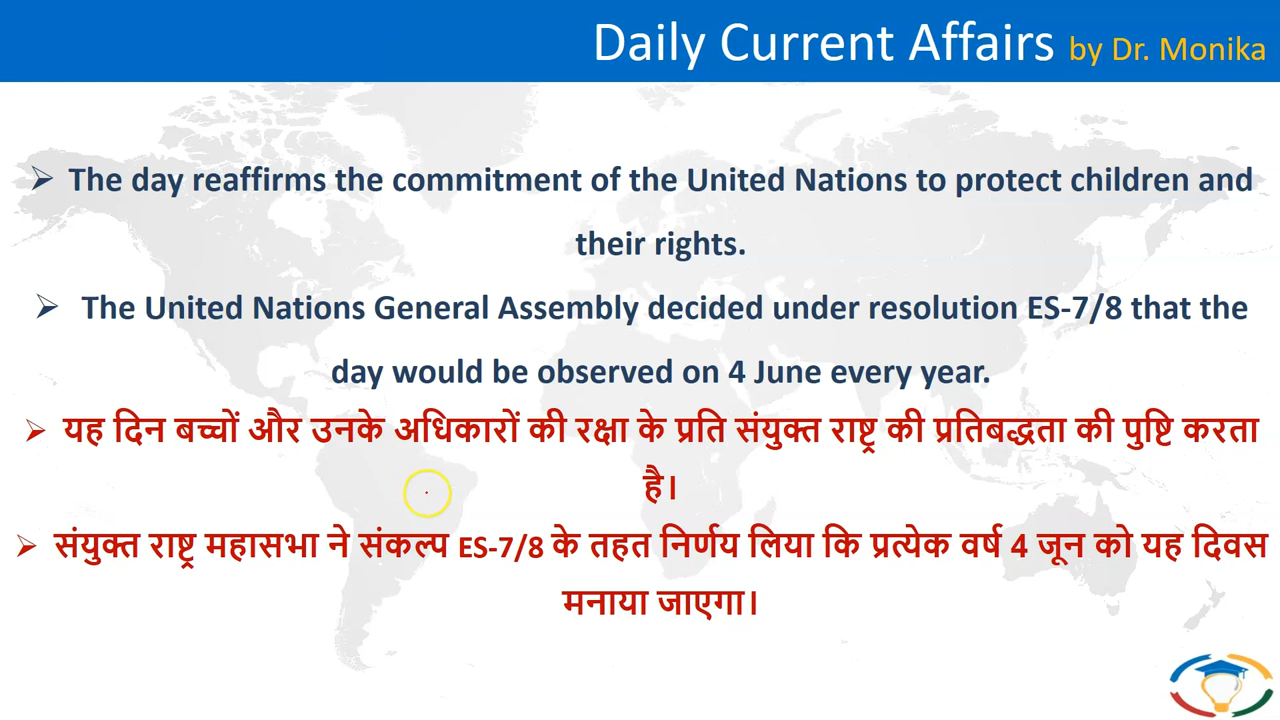 Daily Current Affairs by Dr. Monika
➢ The day reaffirms the commitment of the United Nations to protect children and
their rights.
➢ The United Nations General Assembly decided under resolution ES-7/8 that the
day would be observed on 4 June every year.
➢ यह दिन बच्चों और उनके अधिकारों की रक्षा के प्रति संयुक्त राष्ट्र की प्रतिबद्धता की पुष्टि करता
है।
➢ संयुक्त राष्ट्र महासभा ने संकल्प ES-7/8 के तहत निर्णय लिया कि प्रत्येक वर्ष 4 जून को यह दिवस
मनाया जाएगा।